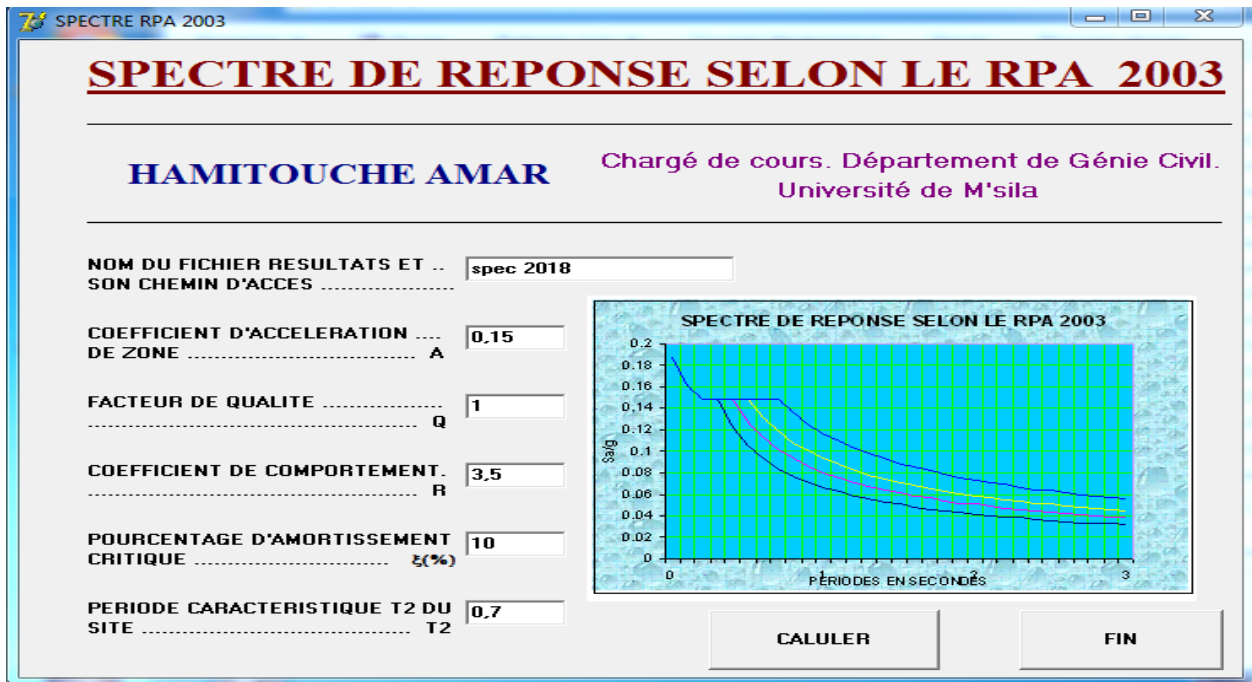 SPECTRE RPA 2003
SPECTRE DE REPONSE SELON LE RPA 2003
HAMITOUCHE AMAR
Chargé de cours. Département de Génie Civil.
Université de M'sila
NOM DU FICHIER RESULTATS ET ..
SON CHEMIN D'ACCES ...................
spec 2018
COEFFICIENT D'ACCELERATION ....
DE ZONE ................................ A
0,15
FACTEUR DE QUALITE .................
............................................... Q
1
COEFFICIENT DE COMPORTEMENT.
............................................... R
3,5
POURCENTAGE D'AMORTISSEMENT
CRITIQUE ............................ ξ(%)
10
PERIODE CARACTERISTIQUE T2 DU
SITE ...................................... T2
0,7
SPECTRE DE REPONSE SELON LE RPA 2003
0.2
0.18
0.16
0.14
0.12
0.1
0.08
0.06
0.04
0.02
0
Sa/g
0 1 2 3
PERIODES EN SECONDES
CALULER
FIN